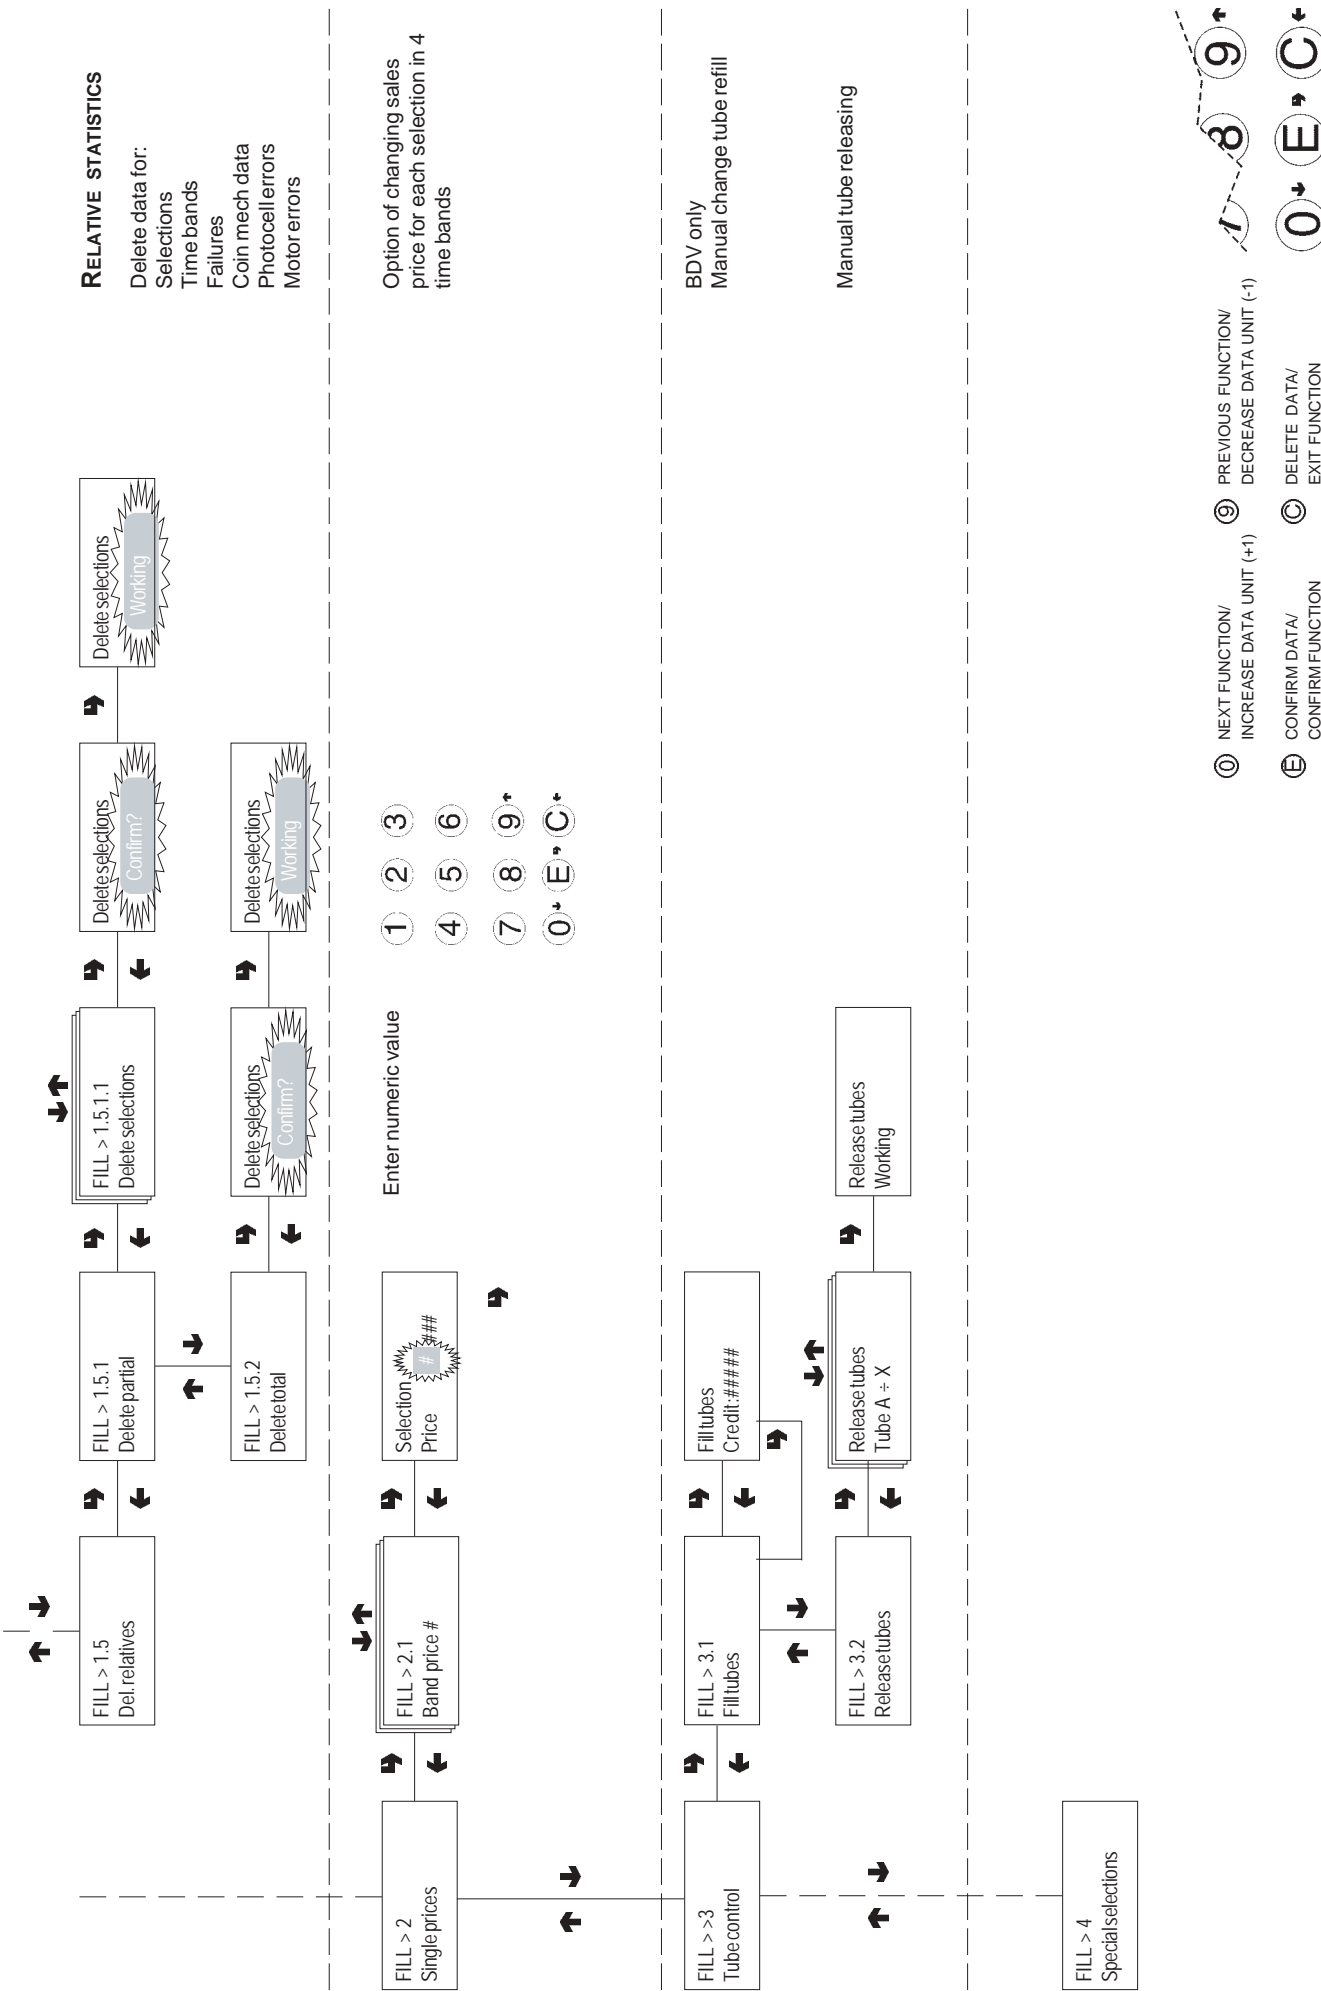 FILL > 1.5
Del. relatives
FILL > 1.5.1
Delete partial
FILL > 1.5.1.1
Delete selections
Delete selections
Confirm?
Delete selections
Working
RELATIVE STATISTICS
Delete data for:
Selections
Time bands
Failures
Coin mech data
Photocell errors
Motor errors
FILL > 1.5.2
Delete total
Delete selections
Confirm?
Delete selections
Working
FILL > 2
Single prices
FILL > 2.1
Band price #
Selection #
Price ###
Enter numeric value
1 2 3
4 5 6
7 8 9
0 E C
Option of changing sales
price for each selection in 4
time bands
FILL > >3
Tube control
FILL > 3.1
Fill tubes
Fill tubes
Credit:#####
BDV only
Manual change tube refill
FILL > 3.2
Release tubes
Release tubes
Tube A ÷ X
Release tubes
Working
Manual tube releasing
FILL > 4
Special selections
0 NEXT FUNCTION/
INCREASE DATA UNIT (+1)
9 PREVIOUS FUNCTION/
DECREASE DATA UNIT (-1)
E CONFIRM DATA/
CONFIRM FUNCTION
C DELETE DATA/
EXIT FUNCTION
7 8 9
0 E C